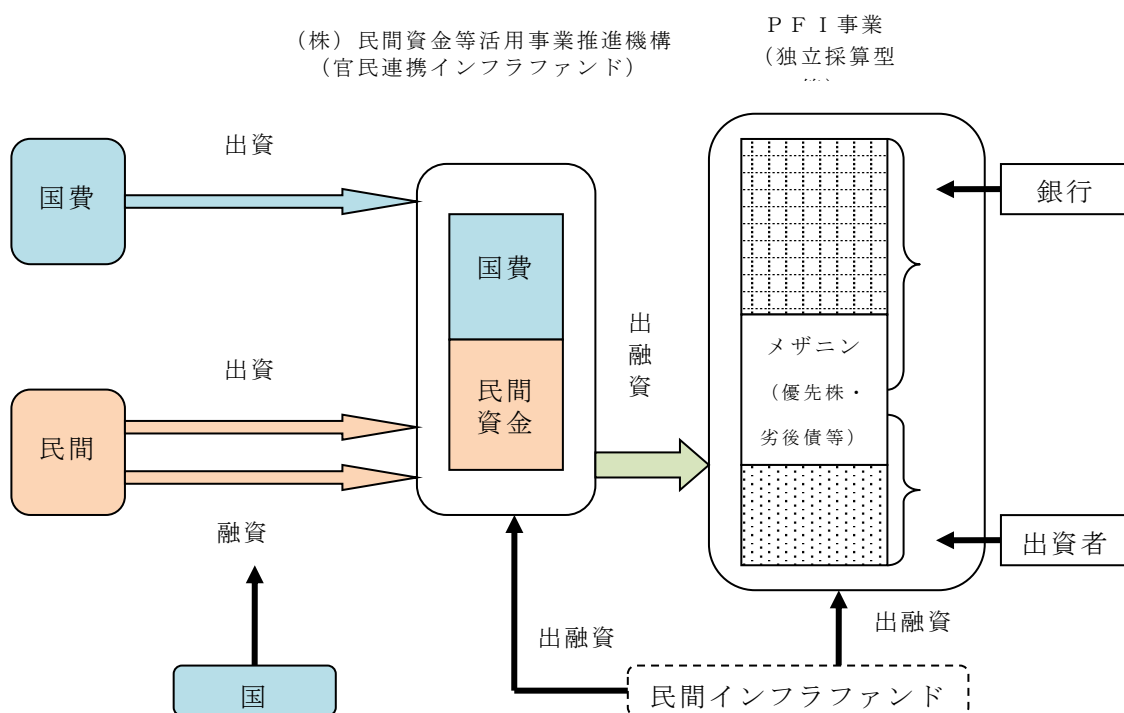 (株)民間資金等活用事業推進機構
(官民連携インフラファンド)
PFI事業
(独立採算型
出資
国費
国費
銀行
出資
民間
民間
資金
出融資
メザニン
(優先株・
劣後債等)
融資
出資者
出融資
出融資
国
民間インフラファンド